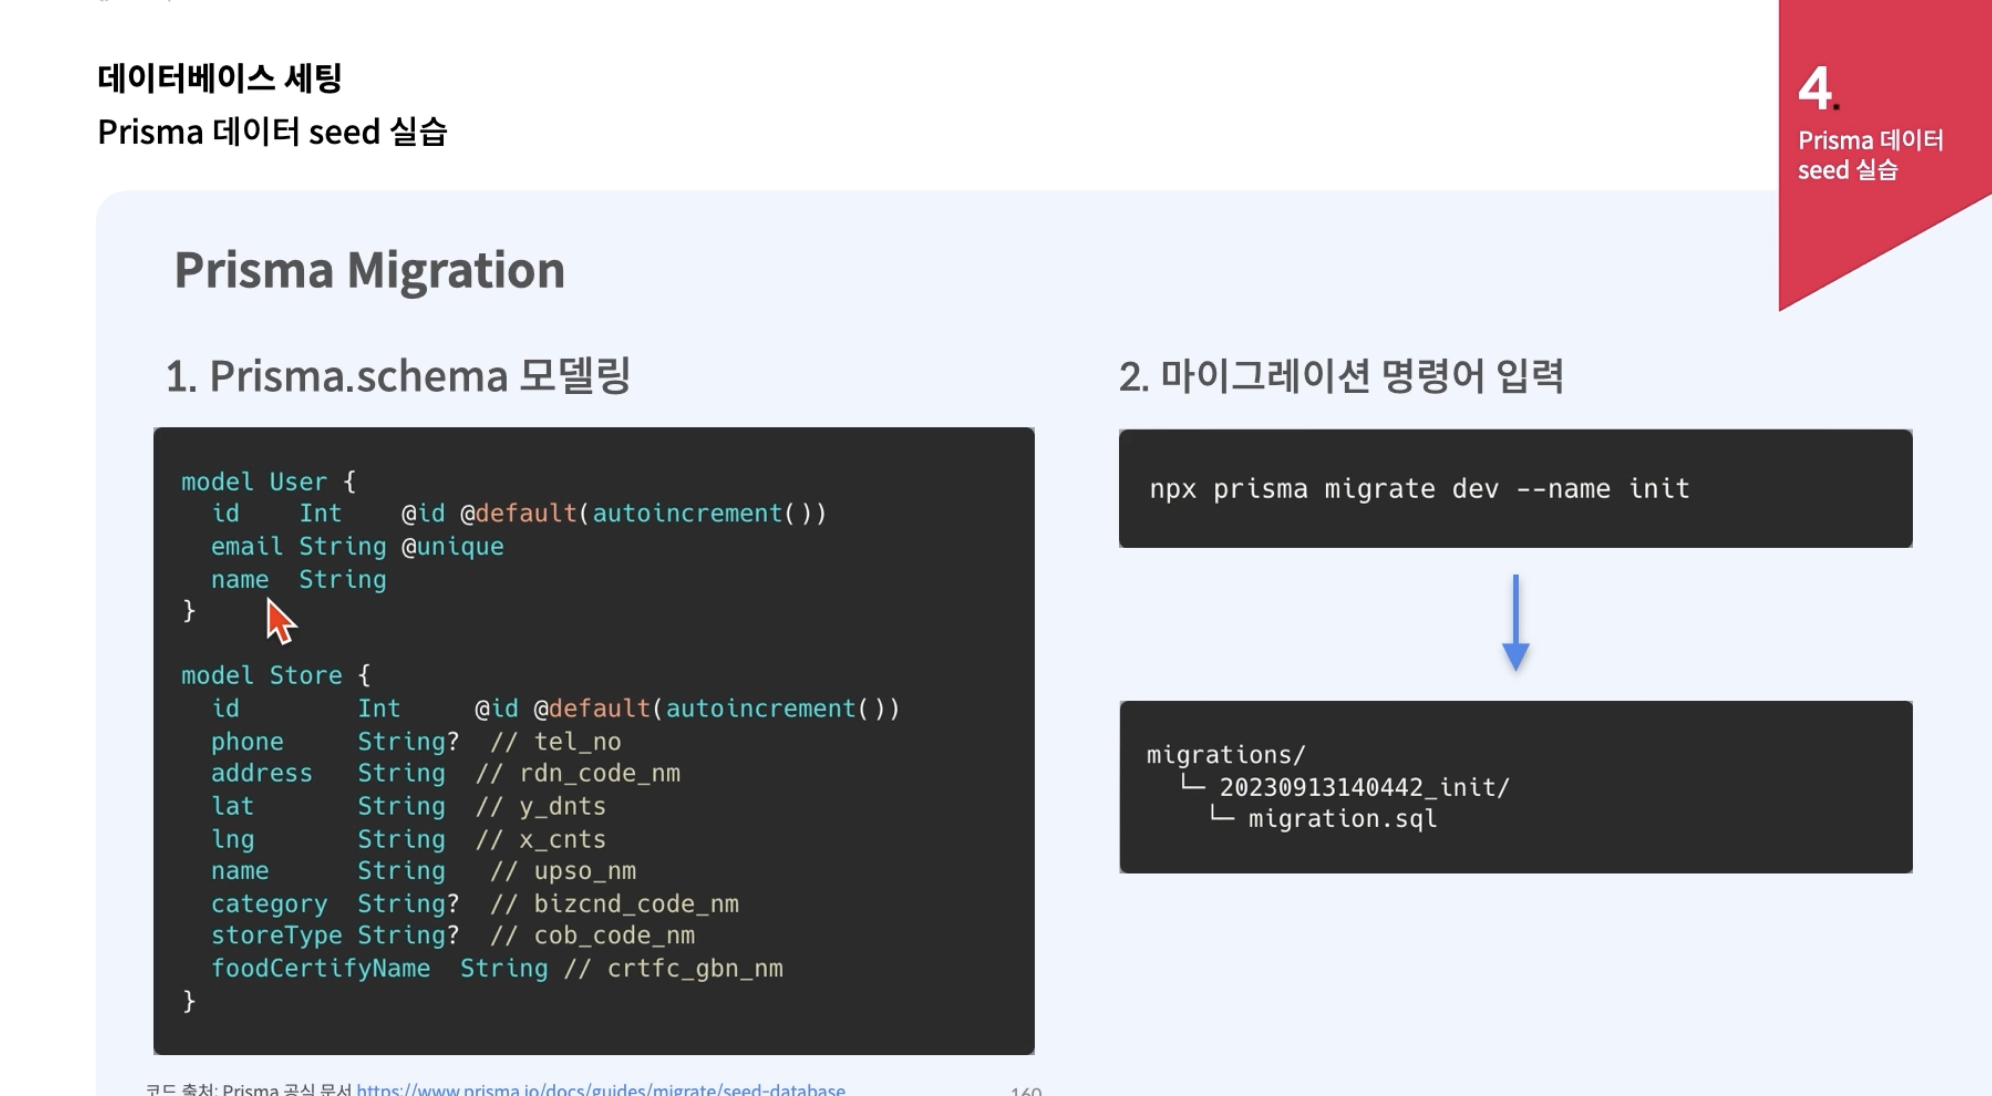 데이터베이스 세팅
Prisma 데이터 seed 실습
4.
Prisma 데이터
seed 실습
Prisma Migration
1. Prisma.schema 모델링
model User {
  id    Int    @id @default(autoincrement())
  email String @unique
  name  String
}
model Store {
  id        Int     @id @default(autoincrement())
  phone     String?  // tel_no
  address   String  // rdn_code_nm
  lat       String  // y_dnts
  lng       String  // x_cnts
  name      String   // upso_nm
  category  String?  // bizcnd_code_nm
  storeType String?  // cob_code_nm
  foodCertifyName  String // crtfc_gbn_nm
}
2. 마이그레이션 명령어 입력
npx prisma migrate dev --name init
migrations/
  └─ 20230913140442_init/
    └─ migration.sql
코드 출처: Prisma 공식 문서 https://www.prisma.io/docs/guides/migrate/seed-database
160